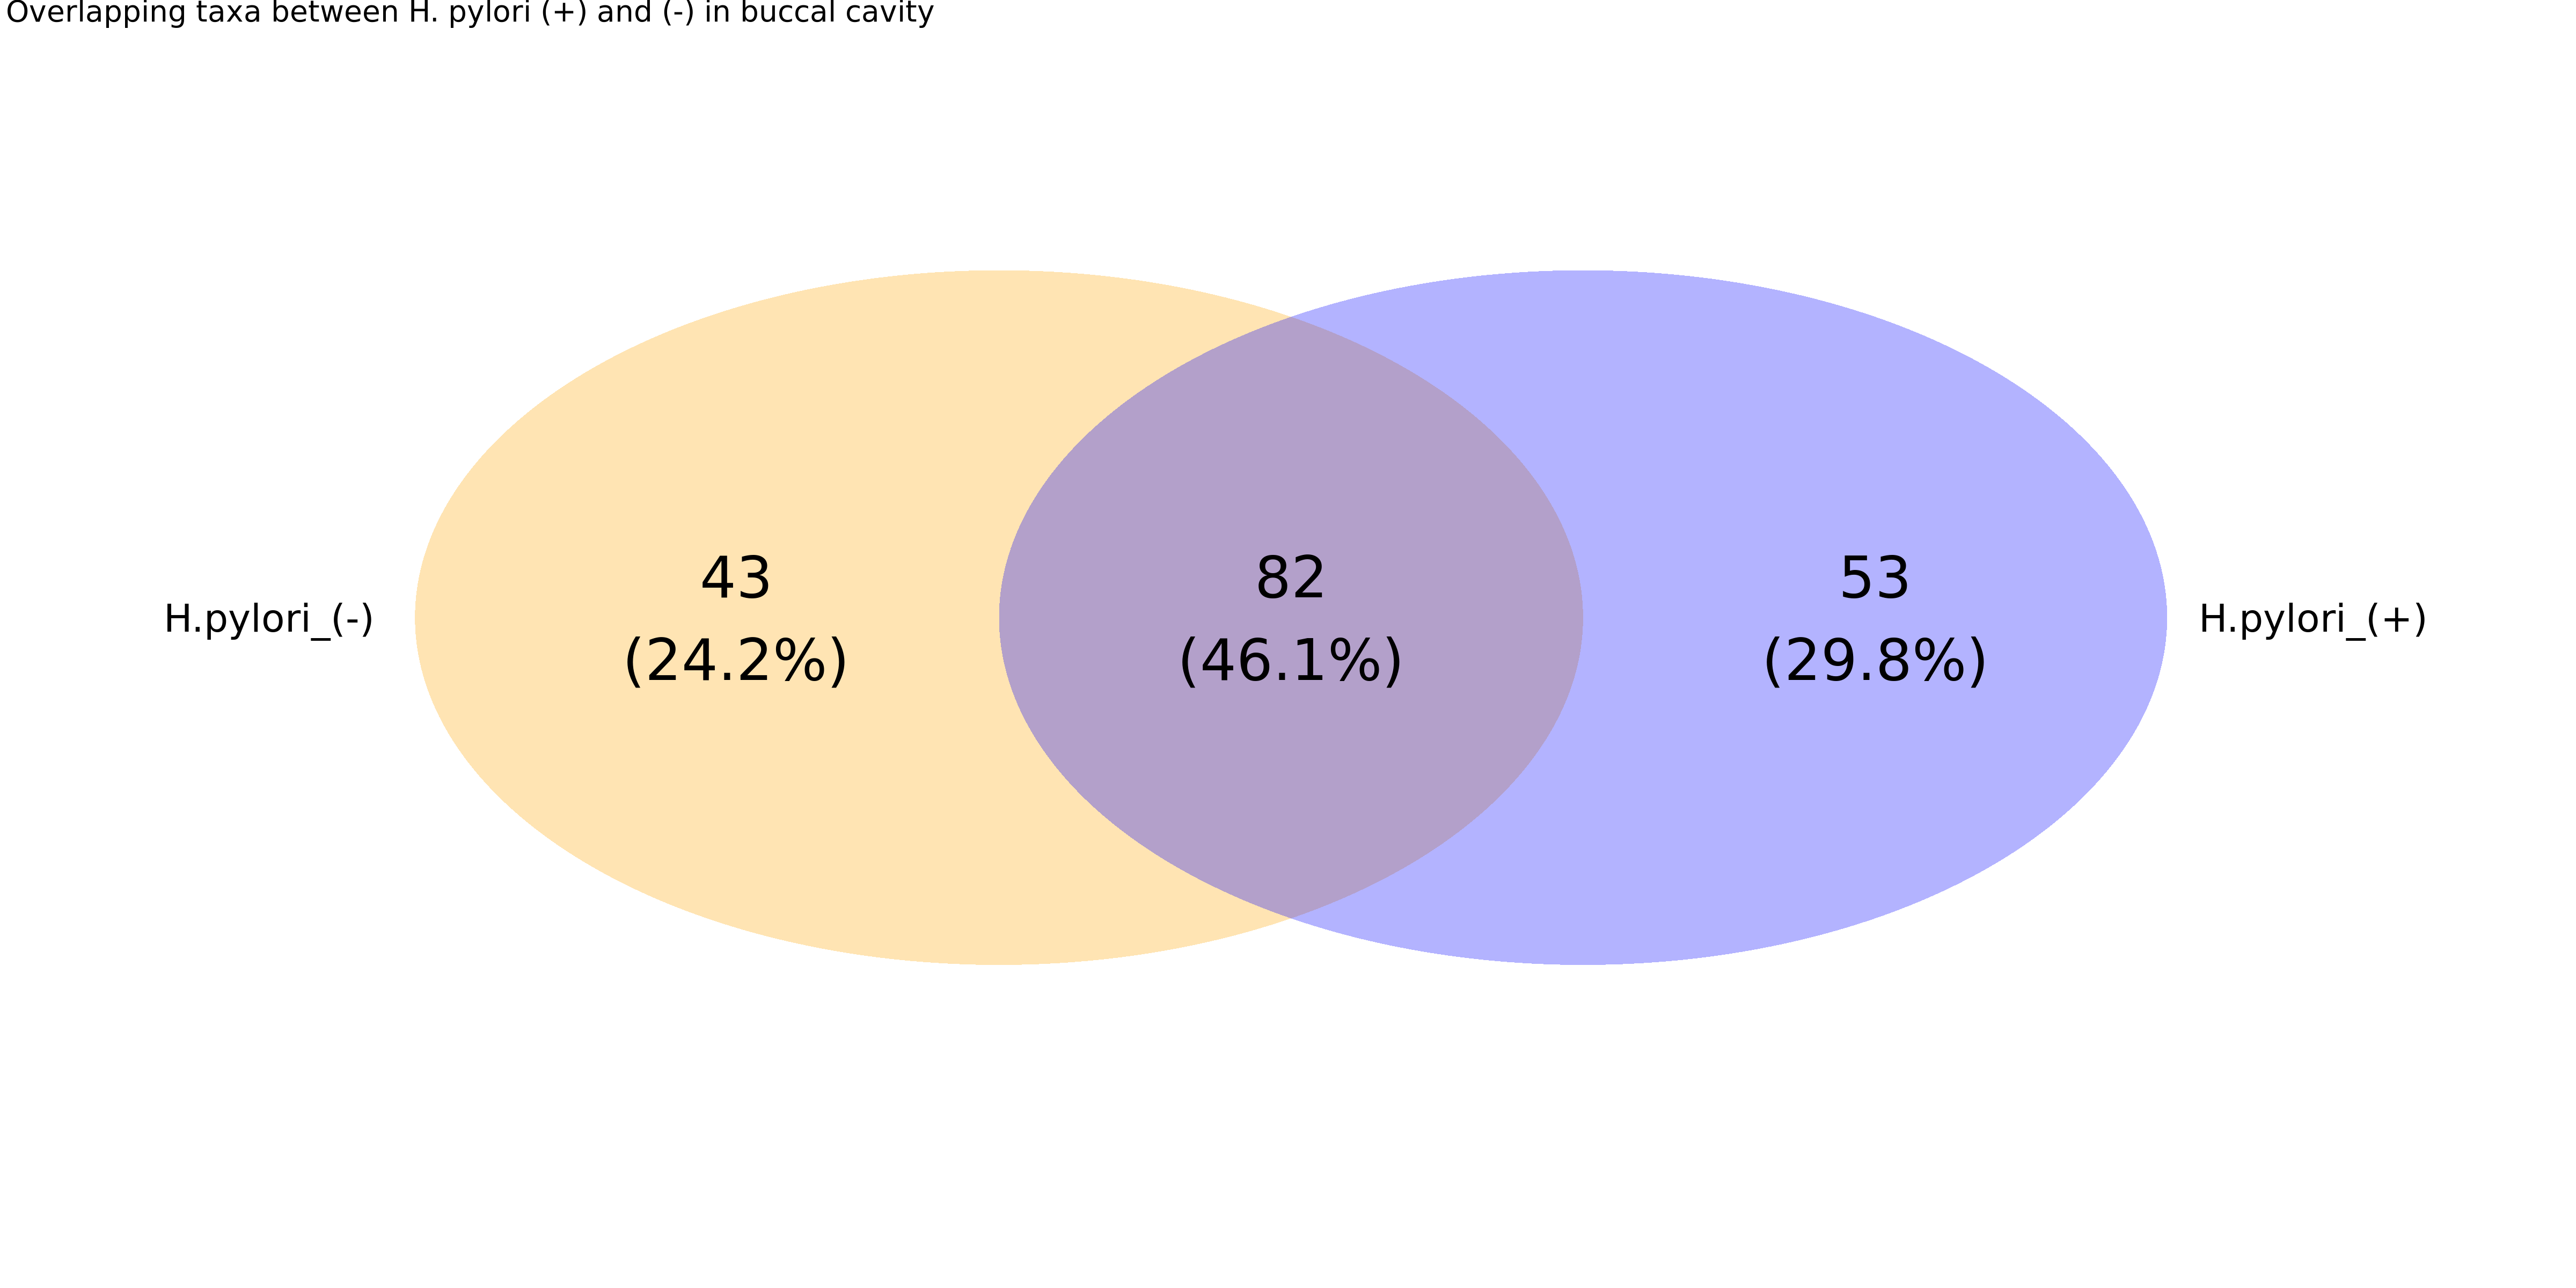 Overlapping taxa between H. pylori (+) and (-) in buccal cavity
H.pylori_(-)
43
(24.2%)
82
(46.1%)
53
(29.8%)
H.pylori_(+)